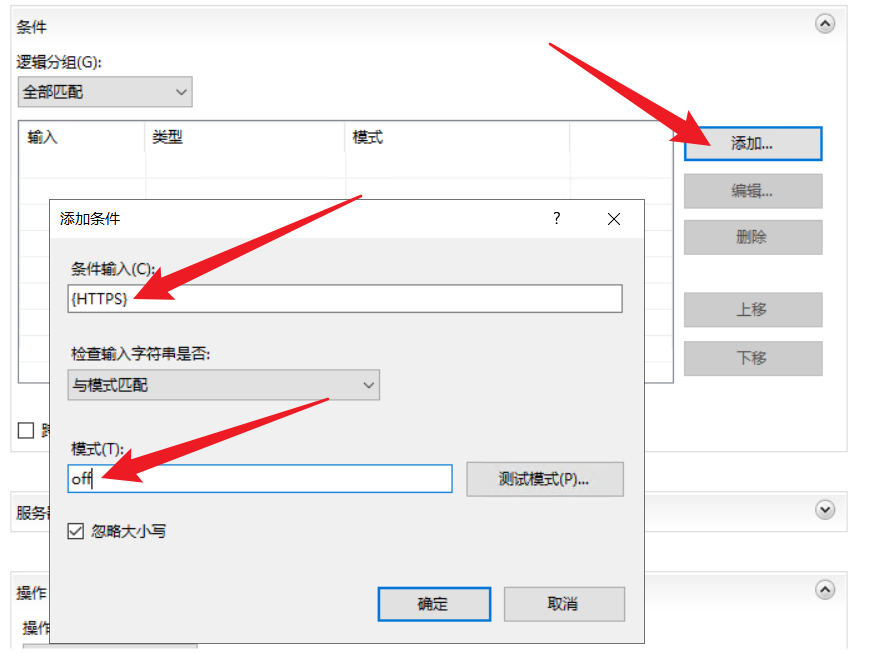 条件
逻辑分组(G):
全部匹配
输入 类型 模式
添加...
编辑...
删除
上移
下移
添加条件 ?
条件输入(C):
{HTTPS}
检查输入字符串是否:
与模式匹配
模式(T):
off
测试模式(P)...
忽略大小写
确定 取消
服务
操作
操作